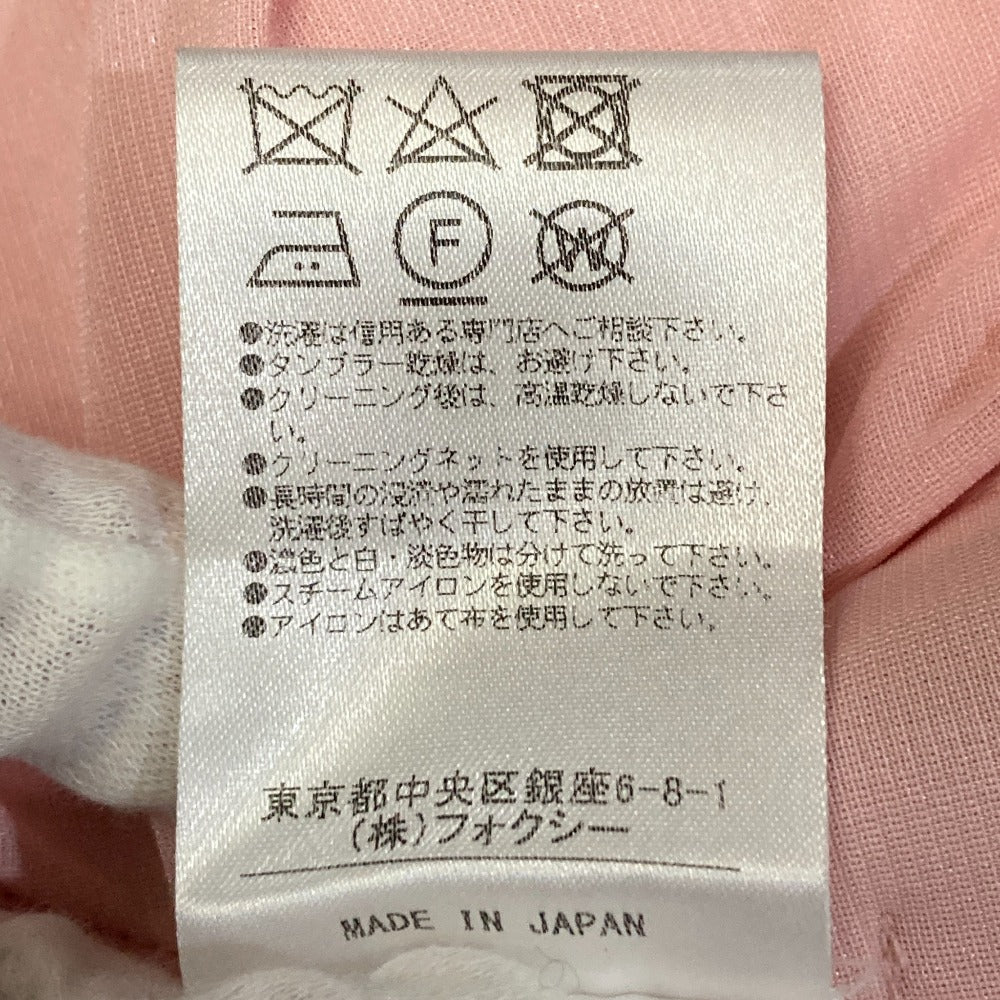 F W
●洗濯は信用ある専門店へご相談下さい。
●タンブラー乾燥は、お避け下さい。
●クリーニング後は、高温乾燥しないで下さ
い。
●クリーニングネットを使用して下さい。
●長時間の浸漬や濡れたままの放置は避け、
洗濯後すばやく干して下さい。
●濃色と白・淡色物は分けて洗って下さい。
●スチームアイロンを使用しないで下さい。
●アイロンはあて布を使用して下さい。
東京都中央区銀座6-8-1
(株)フォクシー
MADE IN JAPAN